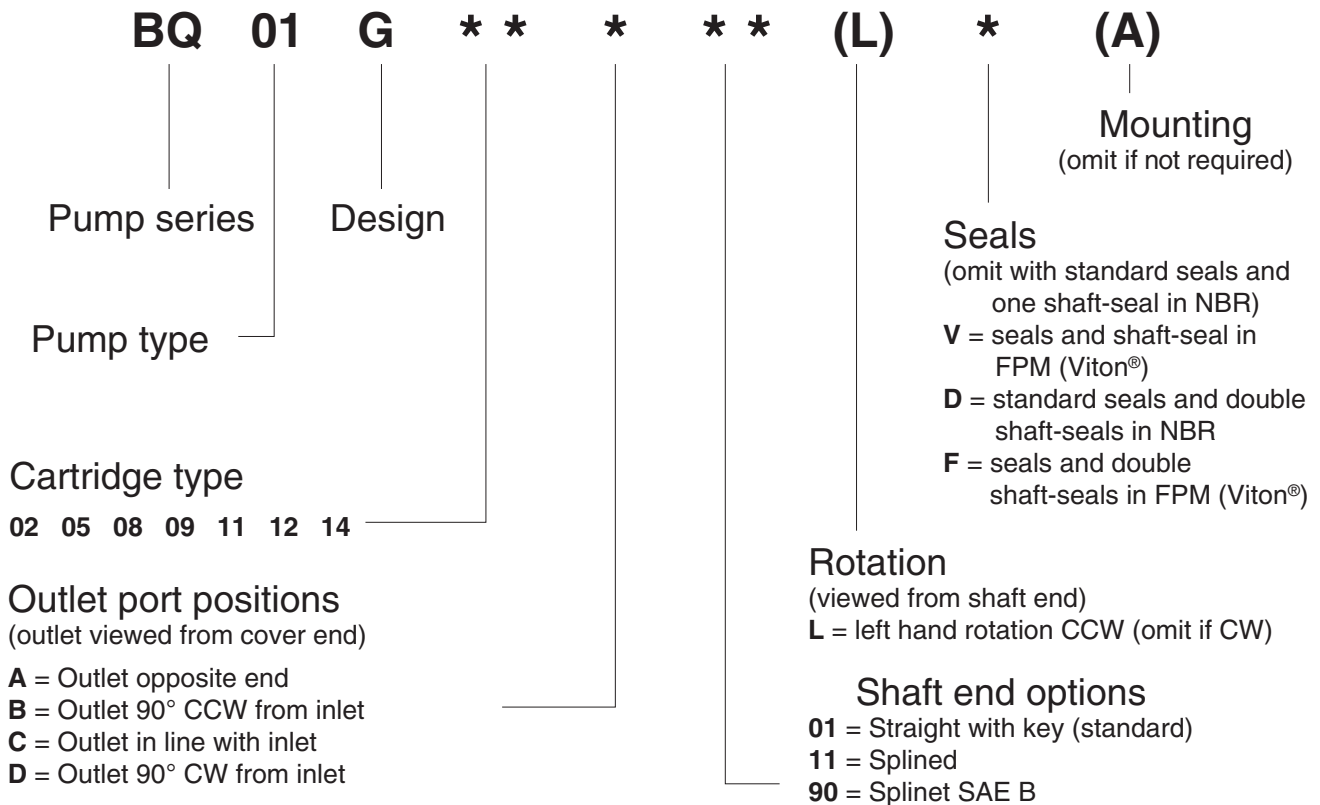 BQ 01 G * * * * * (L) * (A)
Mounting
(omit if not required)
Pump series
Design
Seals
(omit with standard seals and
one shaft-seal in NBR)
V = seals and shaft-seal in
FPM (Viton®)
D = standard seals and double
shaft-seals in NBR
F = seals and double
shaft-seals in FPM (Viton®)
Pump type
Cartridge type
02 05 08 09 11 12 14
Outlet port positions
(outlet viewed from cover end)
A = Outlet opposite end
B = Outlet 90° CCW from inlet
C = Outlet in line with inlet
D = Outlet 90° CW from inlet
Rotation
(viewed from shaft end)
L = left hand rotation CCW (omit if CW)
Shaft end options
01 = Straight with key (standard)
11 = Splined
90 = Splinet SAE B